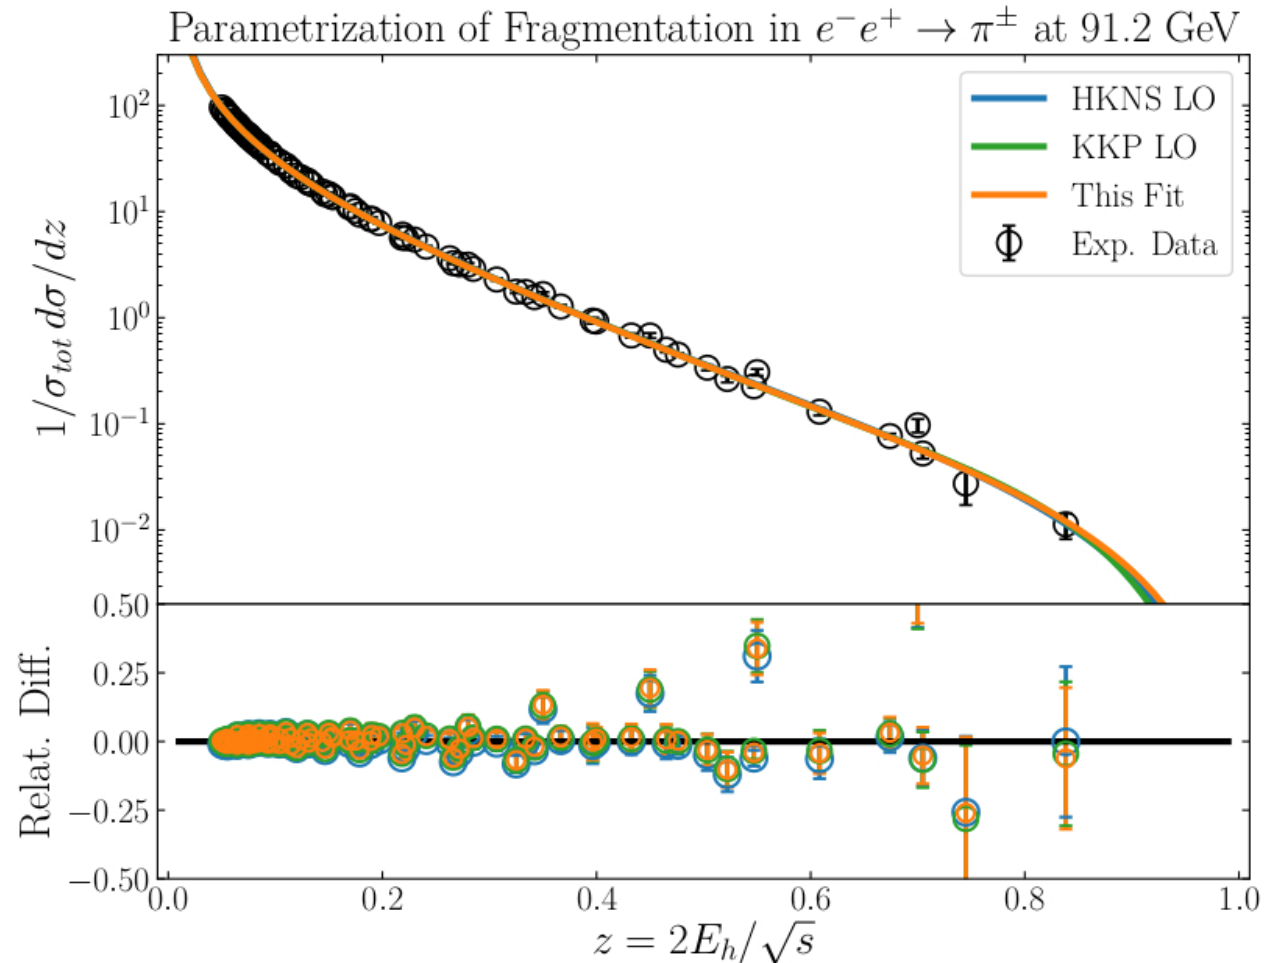 Parametrization of Fragmentation in e⁻e⁺ → π± at 91.2 GeV
HKNS LO
KKP LO
This Fit
Exp. Data
1/σ_tot dσ/dz
10²
10¹
10⁰
10⁻¹
10⁻²
Relat. Diff.
0.50
0.25
0.00
−0.25
−0.50
0.0 0.2 0.4 0.6 0.8 1.0
z = 2E_h/√s